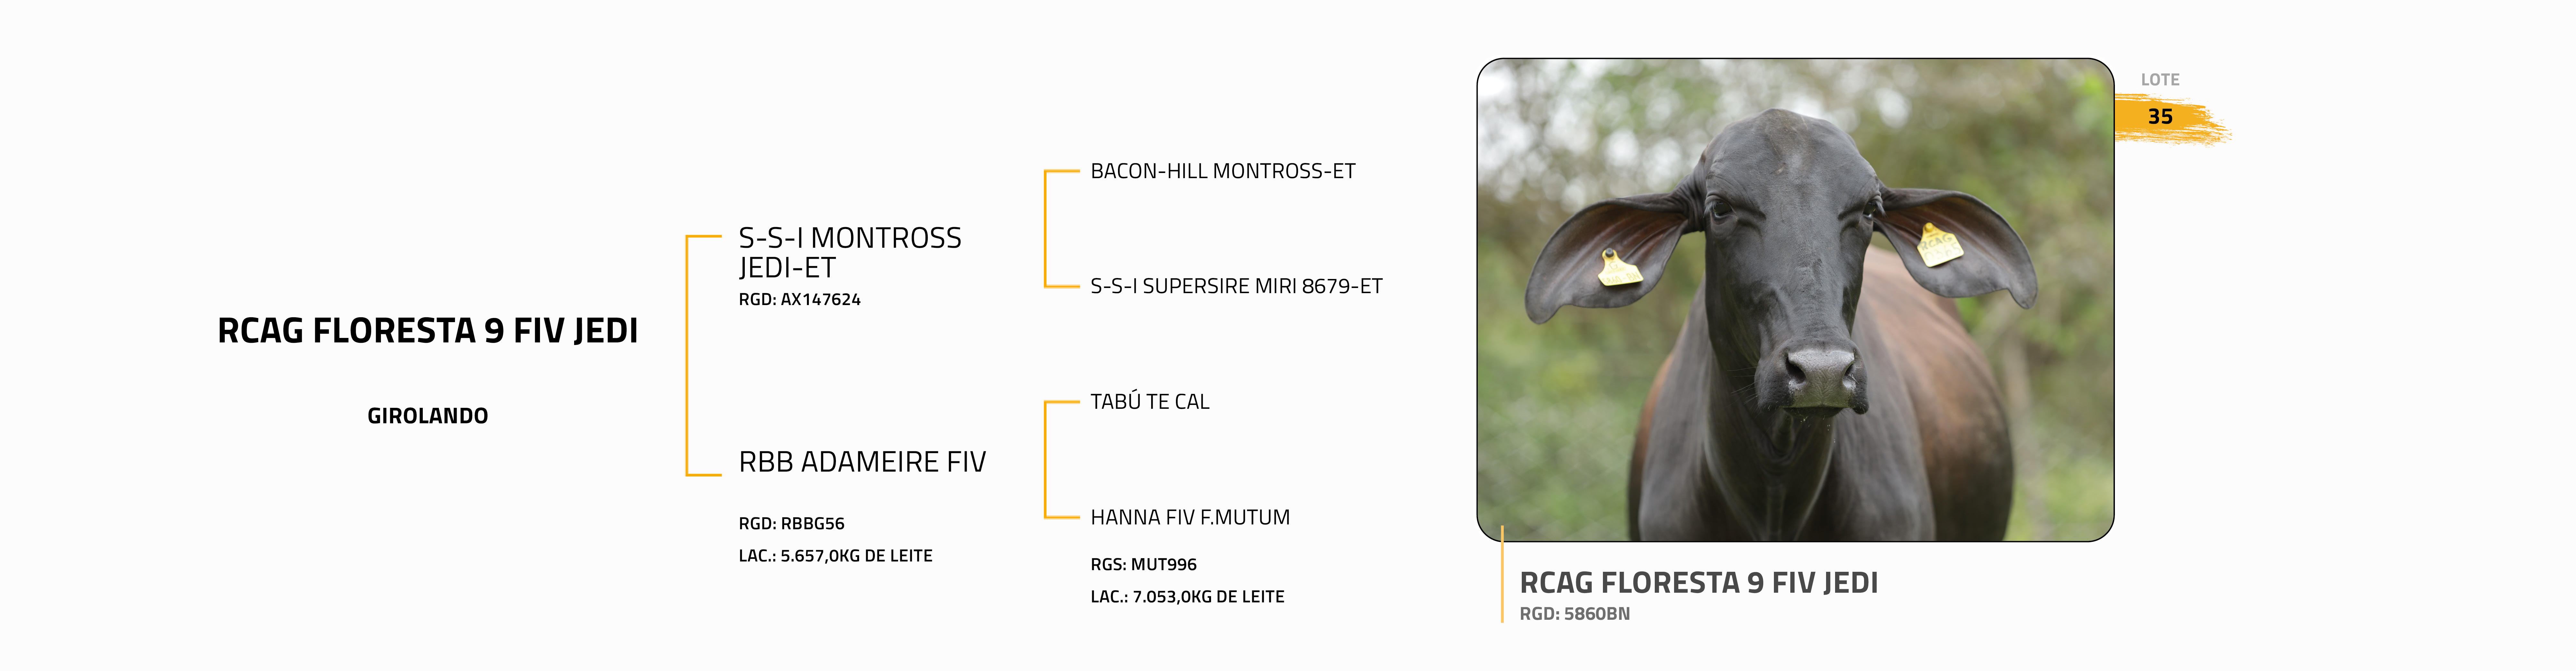 RCAG FLORESTA 9 FIV JEDI
GIROLANDO
S-S-I MONTROSS
JEDI-ET
RGD: AX147624
RBB ADAMEIRE FIV
RGD: RBBG56
LAC.: 5.657,0KG DE LEITE
BACON-HILL MONTROSS-ET
S-S-I SUPERSIRE MIRI 8679-ET
TABÚ TE CAL
HANNA FIV F.MUTUM
RGS: MUT996
LAC.: 7.053,0KG DE LEITE
RCAG
LOTE
35
RCAG FLORESTA 9 FIV JEDI
RGD: 5860BN